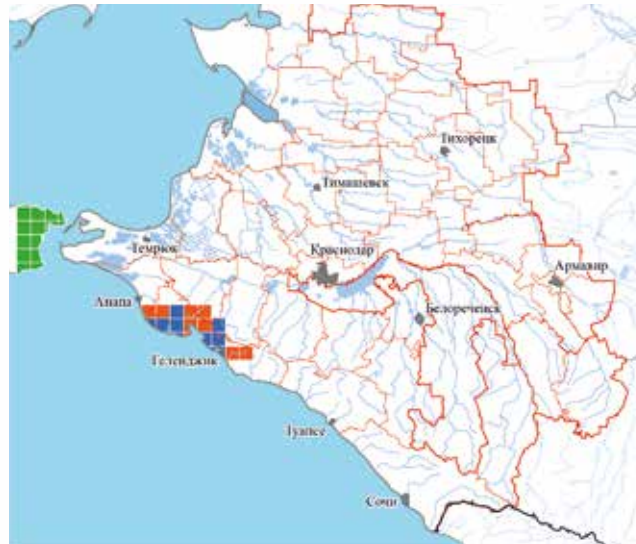 Тихорецк
Тимашевск
Темрюк
Краснодар
Армавир
Анапа
Белореченск
Геленджик
Туапсе
Сочи